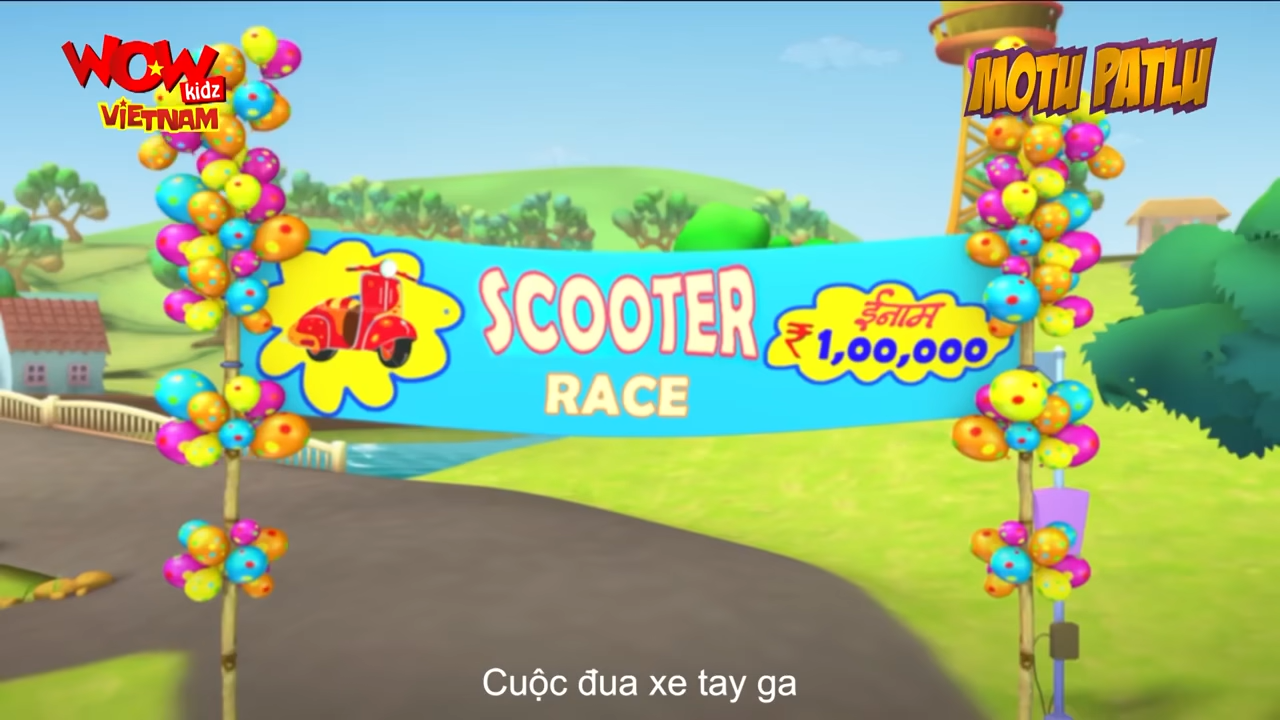 WOW
kidz
VIETNAM
MOTU PATLU
SCOOTER
RACE
ईनाम
₹ 1,00,000
Cuộc đua xe tay ga